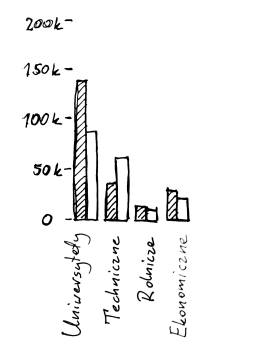 200k
150k
100k
50k
0
Uniwersytety
Techniczne
Rolnicze
Ekonomiczne